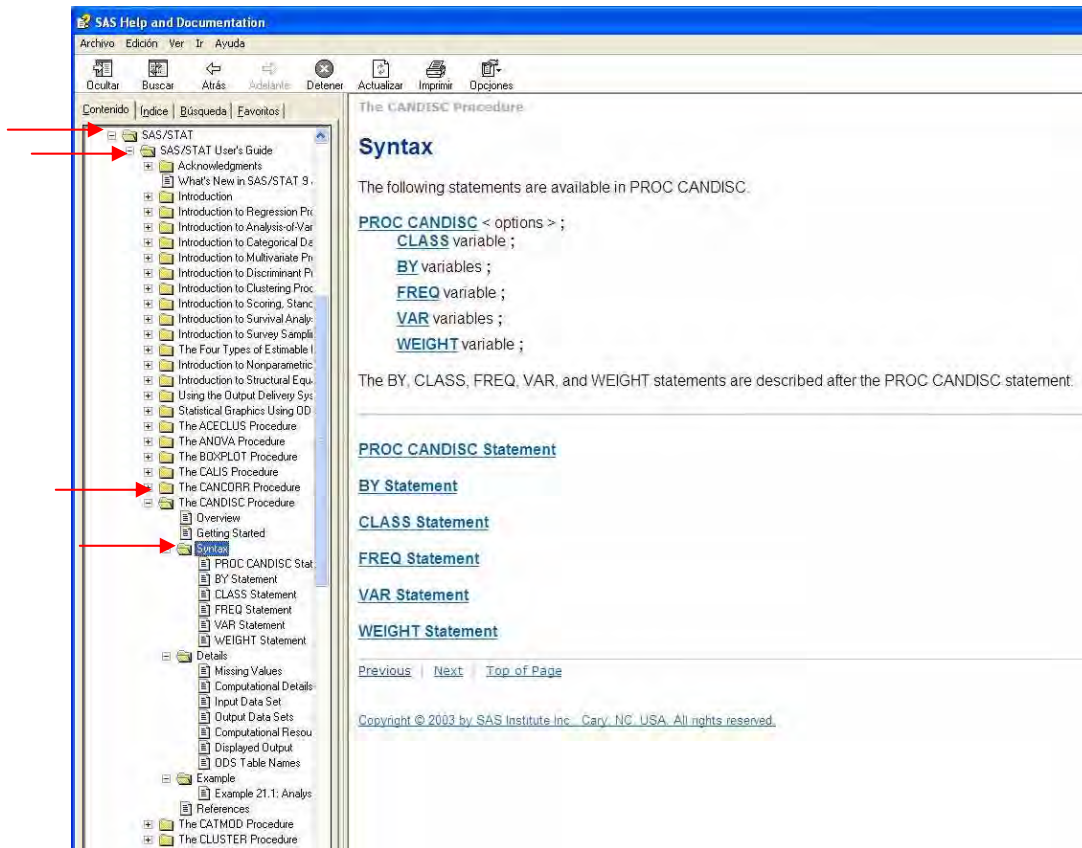 SAS Help and Documentation
Archivo Edición Ver Ir Ayuda
Ocultar Buscar Atrás Adelante Detener Actualizar Imprimir Opciones
Contenido Índice Búsqueda Favoritos
SAS/STAT
SAS/STAT User's Guide
Acknowledgments
What's New in SAS/STAT 9
Introduction
Introduction to Regression Pro
Introduction to Analysis-of-Var
Introduction to Categorical Da
Introduction to Multivariate Pro
Introduction to Discriminant Pr
Introduction to Clustering Proc
Introduction to Scoring, Stanc
Introduction to Survival Analy
Introduction to Survey Sampli
The Four Types of Estimable
Introduction to Nonparametric
Introduction to Structural Equ
Using the Output Delivery Sys
Statistical Graphics Using OD
The ACECLUS Procedure
The ANOVA Procedure
The BOXPLOT Procedure
The CALIS Procedure
The CANCORR Procedure
The CANDISC Procedure
Overview
Getting Started
Syntax
PROC CANDISC Stat
BY Statement
CLASS Statement
FREQ Statement
VAR Statement
WEIGHT Statement
Details
Missing Values
Computational Details
Input Data Set
Output Data Sets
Computational Resou
Displayed Output
ODS Table Names
Example
Example 21.1: Analys
References
The CATMOD Procedure
The CLUSTER Procedure
The CANDISC Procedure
Syntax
The following statements are available in PROC CANDISC.
PROC CANDISC < options > ;
CLASS variable ;
BY variables ;
FREQ variable ;
VAR variables ;
WEIGHT variable ;
The BY, CLASS, FREQ, VAR, and WEIGHT statements are described after the PROC CANDISC statement.
PROC CANDISC Statement
BY Statement
CLASS Statement
FREQ Statement
VAR Statement
WEIGHT Statement
Previous | Next | Top of Page
Copyright © 2003 by SAS Institute Inc., Cary, NC, USA. All rights reserved.